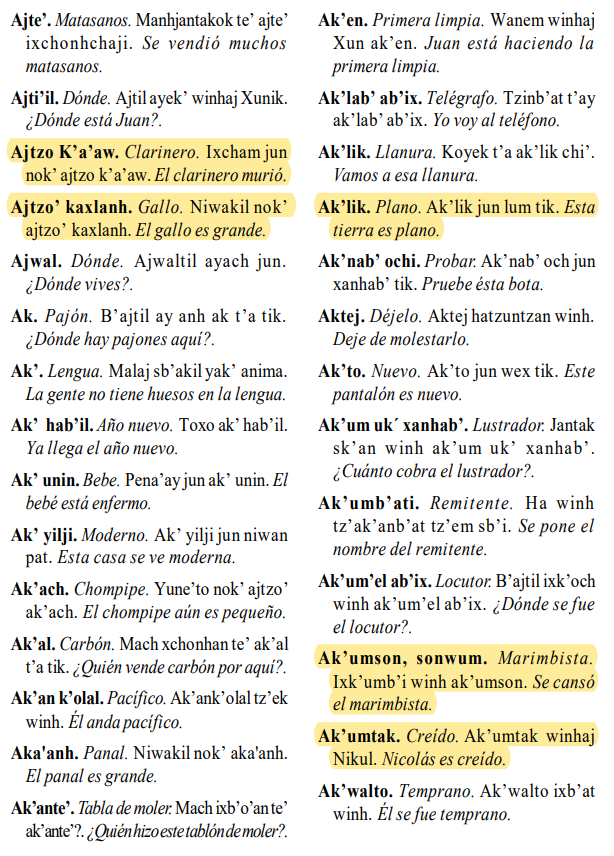 Ajte’. Matasanos. Manhjantakok te’ ajte’
ixchonhchaji. Se vendió muchos
matasanos.
Ajti’il. Dónde. Ajtil ayek’ winhaj Xunik.
¿Dónde está Juan?.
Ajtzo K’a’aw. Clarinero. Ixcham jun
nok’ ajtzo k’a’aw. El clarinero murió.
Ajtzo’ kaxlanh. Gallo. Niwakil nok’
ajtzo’ kaxlanh. El gallo es grande.
Ajwal. Dónde. Ajwaltil ayach jun.
¿Dónde vives?.
Ak. Pajón. B’ajtil ay anh ak t’a tik.
¿Dónde hay pajones aquí?.
Ak’. Lengua. Malaj sb’akil yak’ anima.
La gente no tiene huesos en la lengua.
Ak’ hab’il. Año nuevo. Toxo ak’ hab’il.
Ya llega el año nuevo.
Ak’ unin. Bebe. Pena’ay jun ak’ unin. El
bebé está enfermo.
Ak’ yilji. Moderno. Ak’ yilji jun niwan
pat. Esta casa se ve moderna.
Ak’ach. Chompipe. Yune’to nok’ ajtzo’
ak’ach. El chompipe aún es pequeño.
Ak’al. Carbón. Mach xchonhan te’ ak’al
t’a tik. ¿Quién vende carbón por aquí?.
Ak’an k’olal. Pacífico. Ak’ank’olal tz’ek
winh. Él anda pacífico.
Aka'anh. Panal. Niwakil nok’ aka'anh.
El panal es grande.
Ak’ante’. Tabla de moler. Mach ixb’o’an te’
ak’ante’?. ¿Quién hizo este tablón de moler?.
Ak’en. Primera limpia. Wanem winhaj
Xun ak’en. Juan está haciendo la
primera limpia.
Ak’lab’ ab’ix. Telégrafo. Tzinb’at t’ay
ak’lab’ ab’ix. Yo voy al teléfono.
Ak’lik. Llanura. Koyek t’a ak’lik chi’.
Vamos a esa llanura.
Ak’lik. Plano. Ak’lik jun lum tik. Esta
tierra es plano.
Ak’nab’ ochi. Probar. Ak’nab’ och jun
xanhab’ tik. Pruebe ésta bota.
Aktej. Déjelo. Aktej hatzuntzan winh.
Deje de molestarlo.
Ak’to. Nuevo. Ak’to jun wex tik. Este
pantalón es nuevo.
Ak’um uk´ xanhab’. Lustrador. Jantak
sk’an winh ak’um uk’ xanhab’.
¿Cuánto cobra el lustrador?.
Ak’umb’ati. Remitente. Ha winh
tz’ak’anb’at tz’em sb’i. Se pone el
nombre del remitente.
Ak’um’el ab’ix. Locutor. B’ajtil ixk’och
winh ak’um’el ab’ix. ¿Dónde se fue
el locutor?.
Ak’umson, sonwum. Marimbista.
Ixk’umb’i winh ak’umson. Se cansó
el marimbista.
Ak’umtak. Creído. Ak’umtak winhaj
Nikul. Nicolás es creído.
Ak’walto. Temprano. Ak’walto ixb’at
winh. Él se fue temprano.